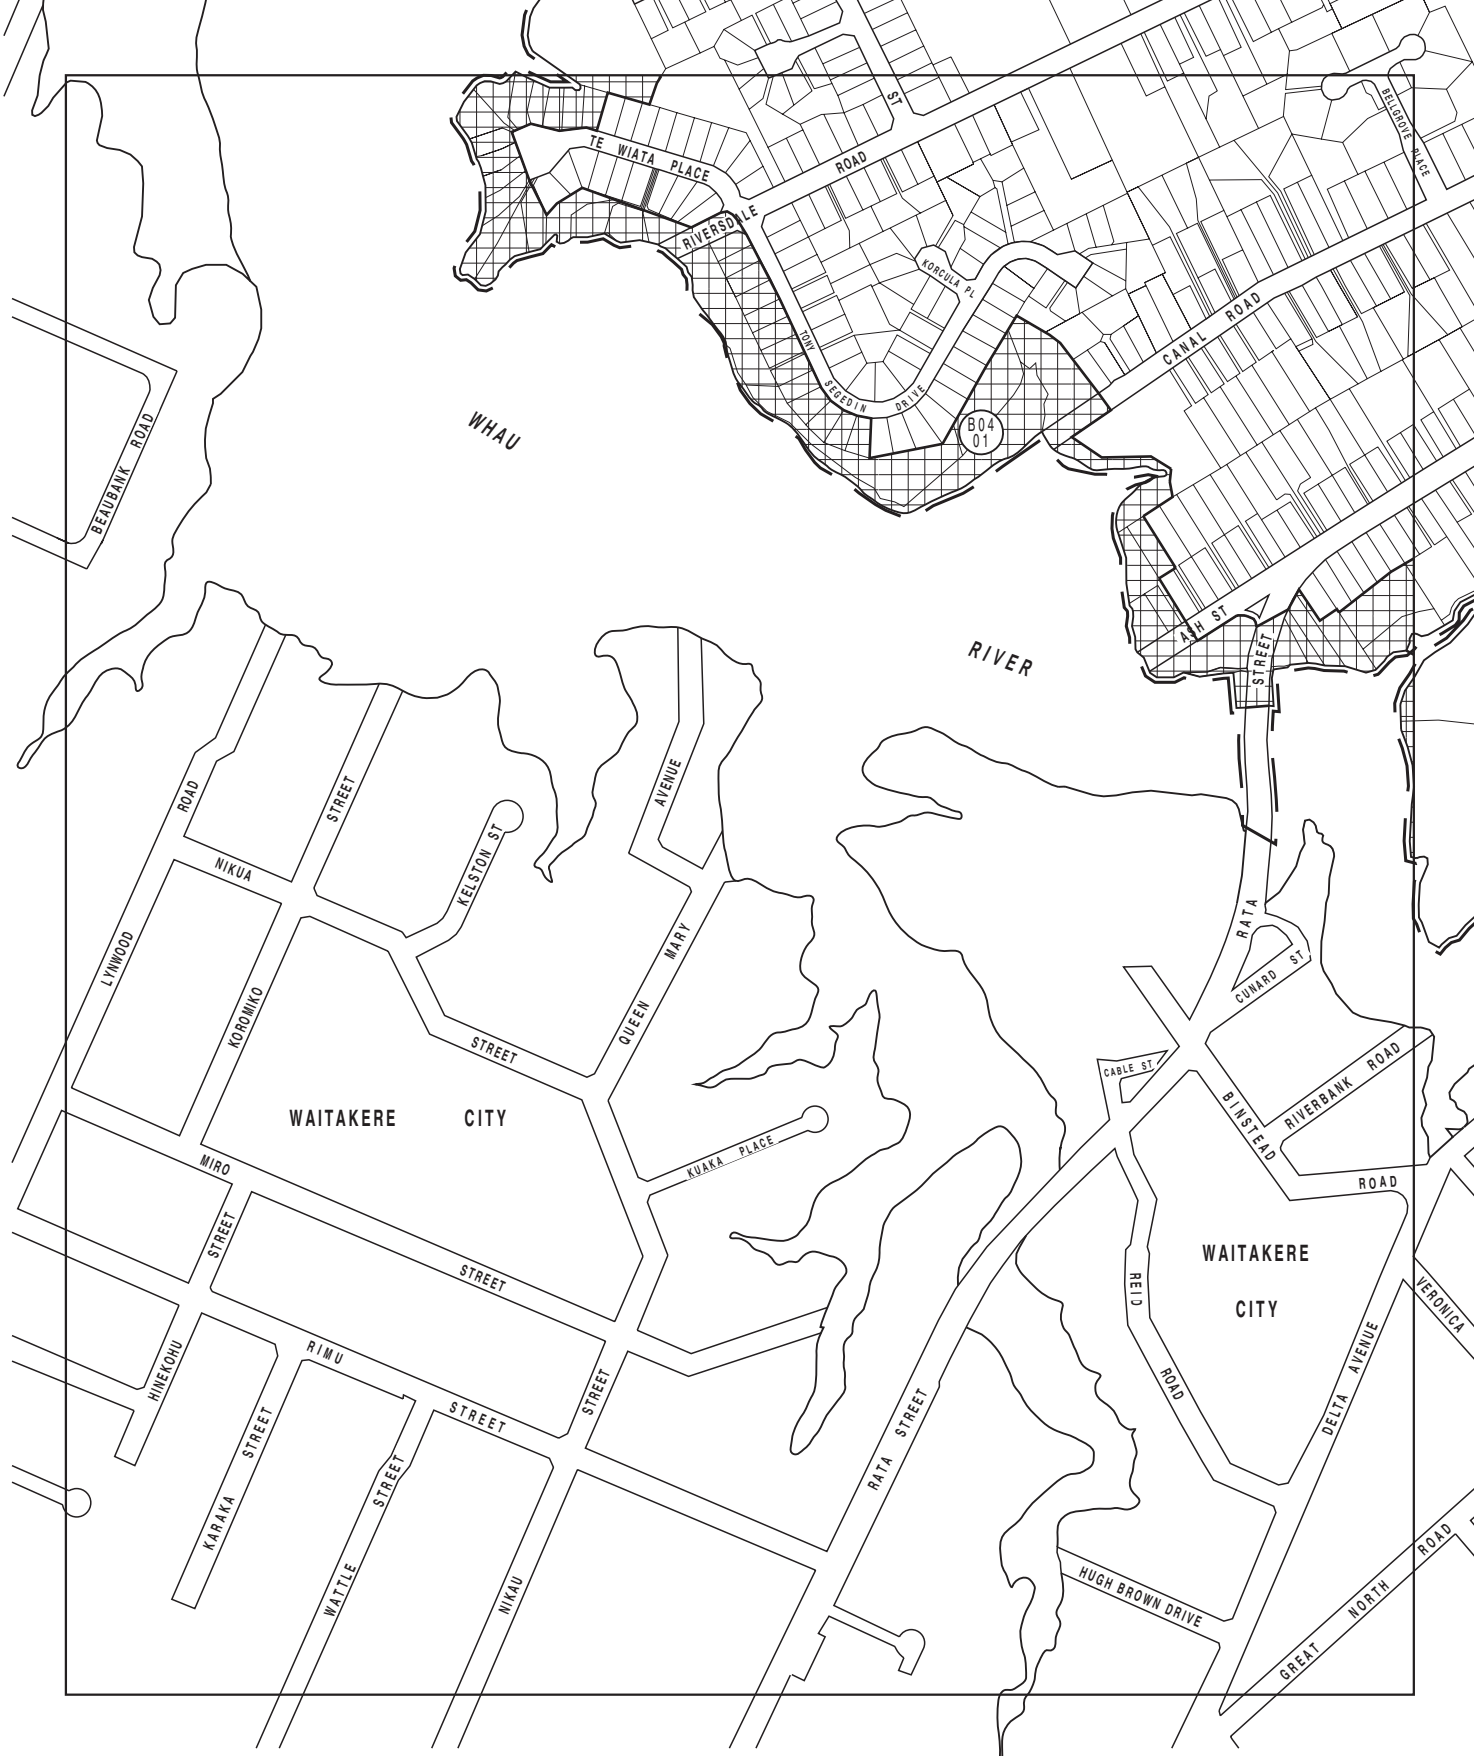 ST
ROAD
BELLGROVE PLACE
TE WIATA PLACE
RIVERSDALE
KORCULA PL
CANAL ROAD
TONY
SEGEDIN
DRIVE
B04
01
WHAU
BEAUBANK ROAD
RIVER
ASH ST
STREET
ROAD
STREET
AVENUE
KELSTON ST
NIKUA
LYNWOOD
KOROMIKO
MARY
QUEEN
STREET
RATA
CUNARD ST
CABLE ST
BINSTEAD
RIVERBANK ROAD
WAITAKERE CITY
KUAKA PLACE
MIRO
ROAD
STREET
STREET
WAITAKERE
CITY
REID
VERONICA
HINEKOHU
RIMU
STREET
DELTA AVENUE
ROAD
STREET
STREET
RATA STREET
STREET
KARAKA
WATTLE
NIKAU
HUGH BROWN DRIVE
GREAT NORTH ROAD